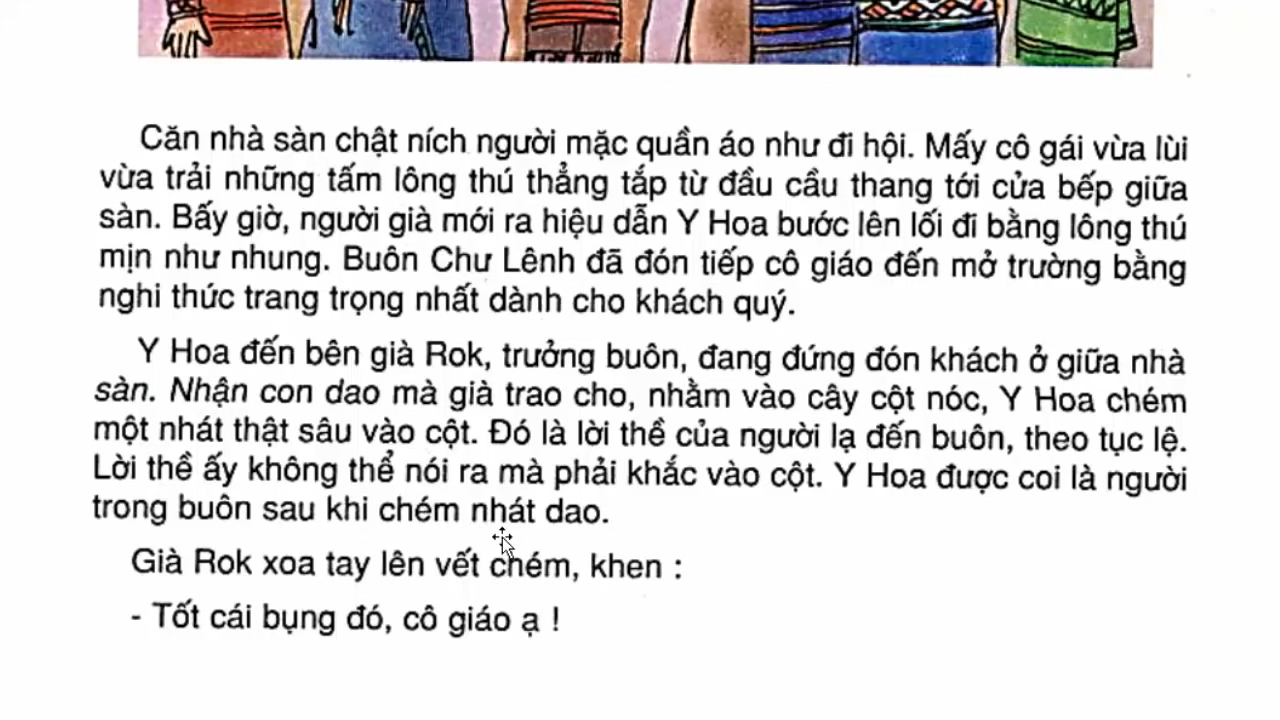 Căn nhà sàn chật ních người mặc quần áo như đi hội. Mấy cô gái vừa lùi
vừa trải những tấm lông thú thẳng tắp từ đầu cầu thang tới cửa bếp giữa
sàn. Bấy giờ, người già mới ra hiệu dẫn Y Hoa bước lên lối đi bằng lông thú
mịn như nhung. Buôn Chư Lênh đã đón tiếp cô giáo đến mở trường bằng
nghi thức trang trọng nhất dành cho khách quý.
Y Hoa đến bên già Rok, trưởng buôn, đang đứng đón khách ở giữa nhà
sàn. Nhận con dao mà già trao cho, nhằm vào cây cột nóc, Y Hoa chém
một nhát thật sâu vào cột. Đó là lời thề của người lạ đến buôn, theo tục lệ.
Lời thề ấy không thể nói ra mà phải khắc vào cột. Y Hoa được coi là người
trong buôn sau khi chém nhát dao.
Già Rok xoa tay lên vết chém, khen :
- Tốt cái bụng đó, cô giáo ạ !